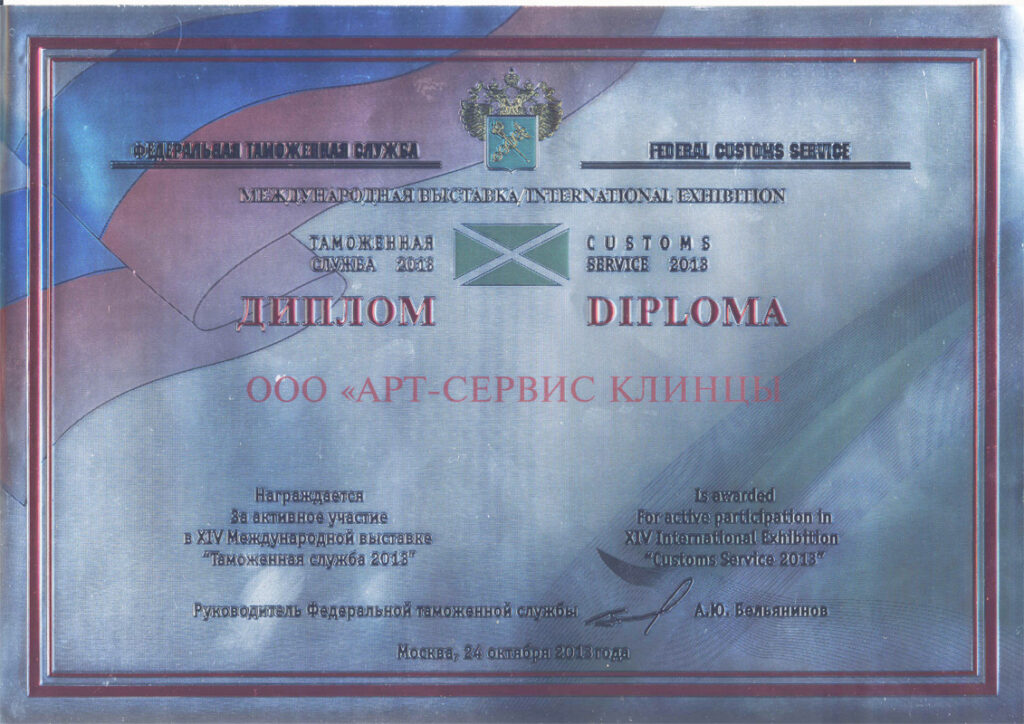 ФЕДЕРАЛЬНАЯ ТАМОЖЕННАЯ СЛУЖБА
FEDERAL CUSTOMS SERVICE
МЕЖДУНАРОДНАЯ ВЫСТАВКА/INTERNATIONAL EXHIBITION
ТАМОЖЕННАЯ
СЛУЖБА 2013
CUSTOMS
SERVICE 2013
ДИПЛОМ
DIPLOMA
ООО «АРТ-СЕРВИС КЛИНЦЫ
Награждается
За активное участие
в XIV Международной выставке
"Таможенная служба 2013"
Is awarded
For active participation in
XIV International Exhibition
"Customs Service 2013"
Руководитель Федеральной таможенной службы
А.Ю. Бельянинов
Москва, 24 октября 2013 года